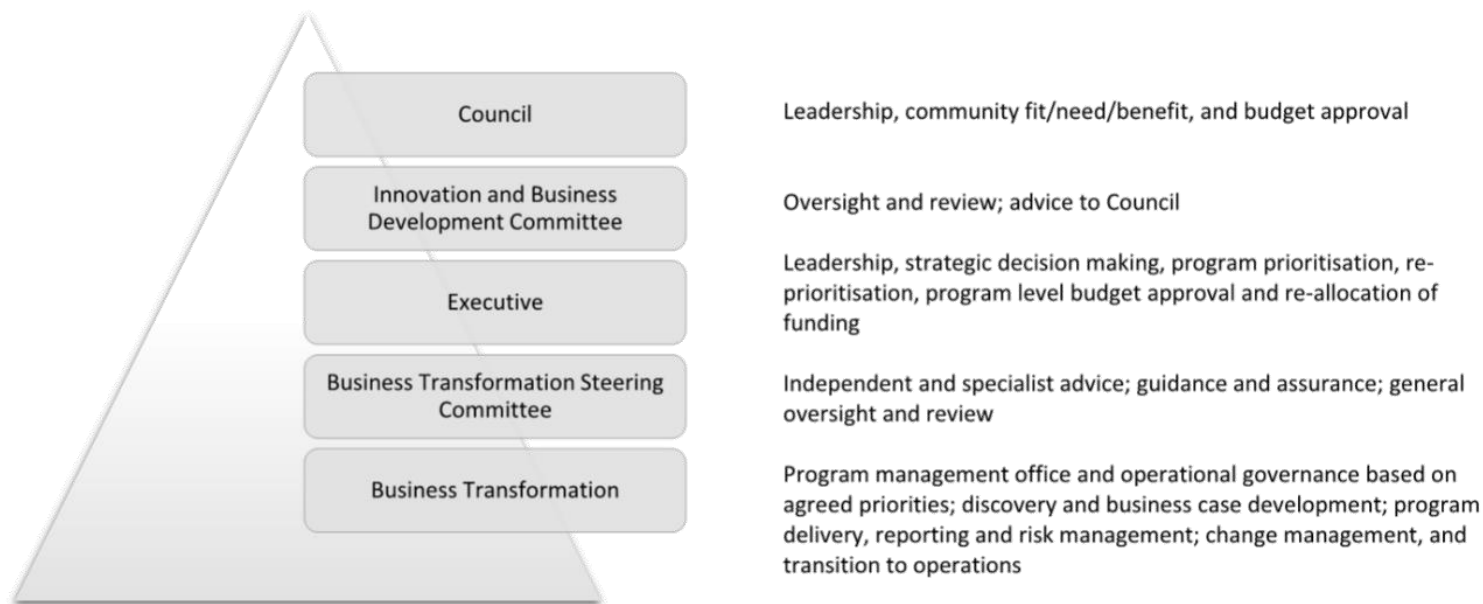 Council
Leadership, community fit/need/benefit, and budget approval
Innovation and Business
Development Committee
Oversight and review; advice to Council
Executive
Leadership, strategic decision making, program prioritisation, re-
prioritisation, program level budget approval and re-allocation of
funding
Business Transformation Steering
Committee
Independent and specialist advice; guidance and assurance; general
oversight and review
Business Transformation
Program management office and operational governance based on
agreed priorities; discovery and business case development; program
delivery, reporting and risk management; change management, and
transition to operations